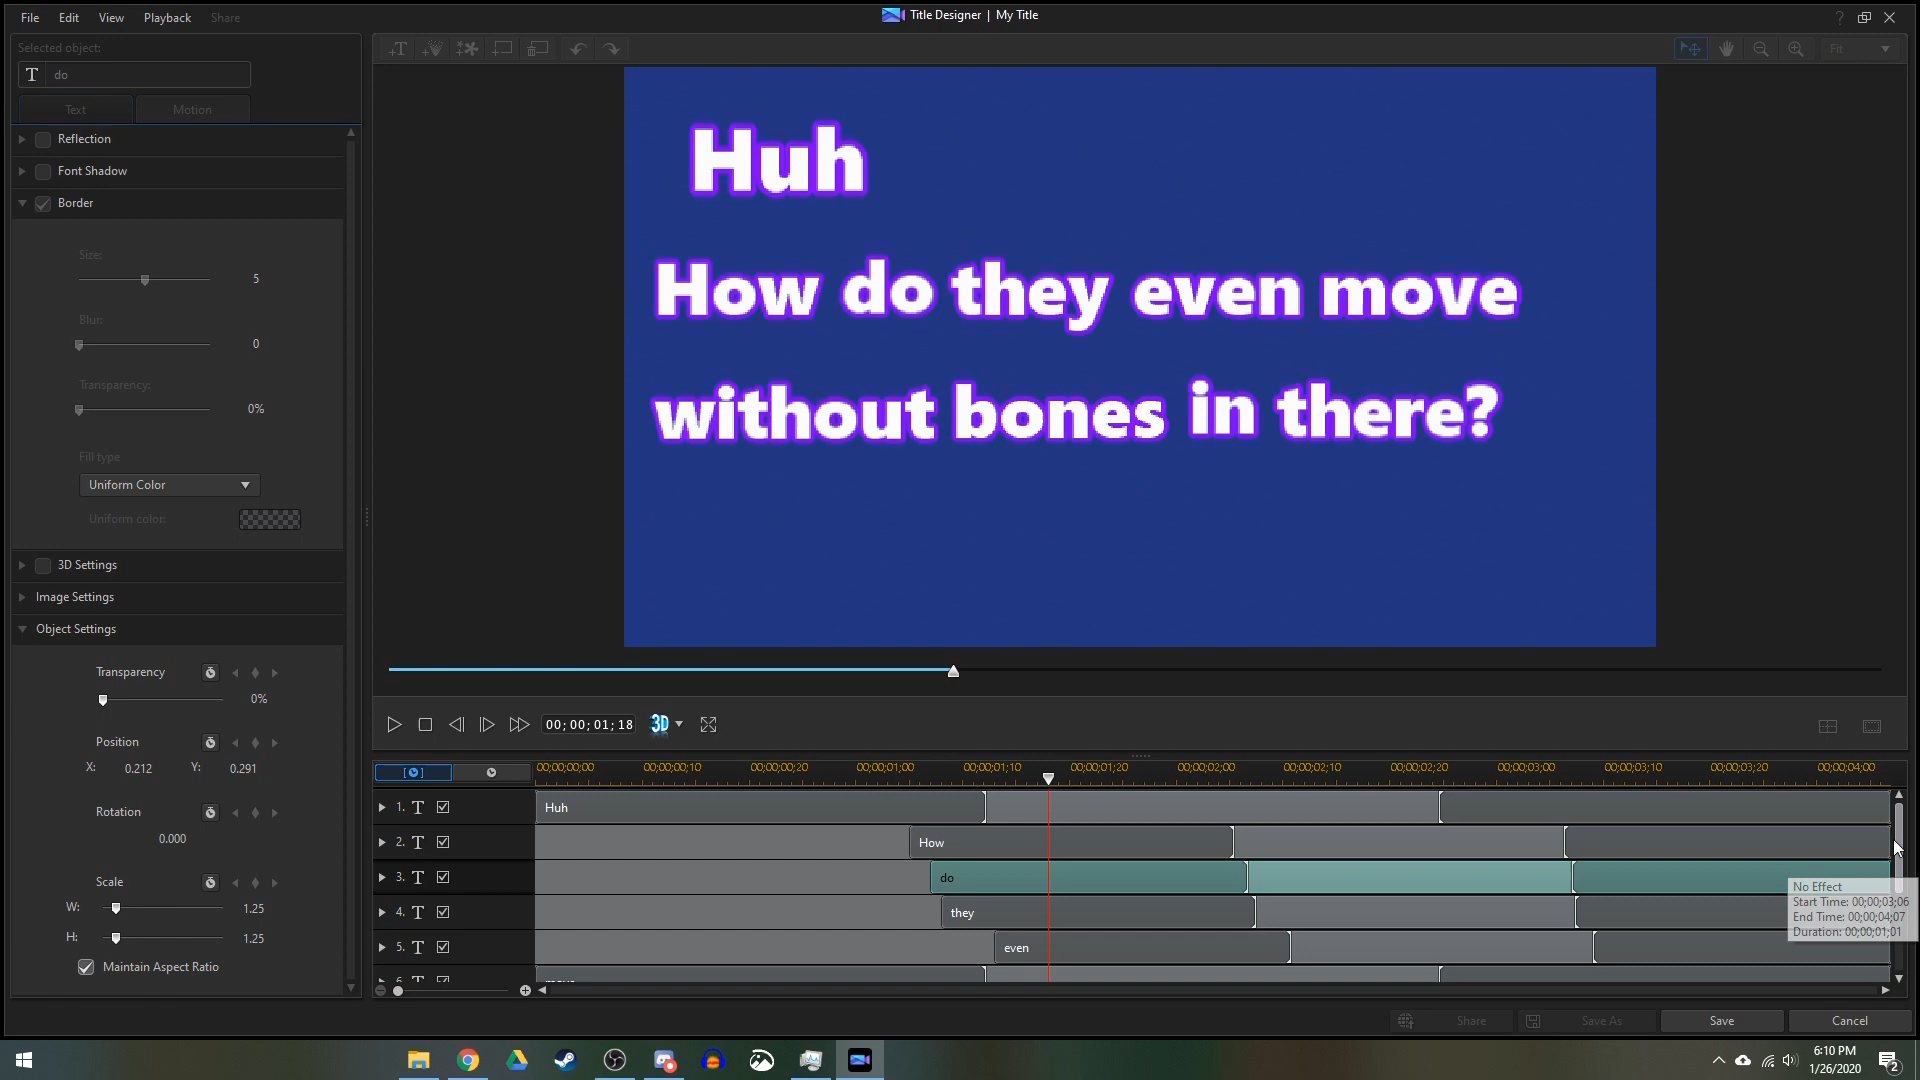 File Edit View Playback Share
Title Designer | My Title
Selected object:
T do
Text Motion
Reflection
Font Shadow
Border
Size:
5
Blur:
0
Transparency:
0%
Fill type
Uniform Color
Uniform color:
3D Settings
Image Settings
Object Settings
Transparency
0%
Position
X: 0.212 Y: 0.291
Rotation
0.000
Scale
W: 1.25
H: 1.25
Maintain Aspect Ratio
Fit
Huh
How do they even move
without bones in there?
00;00;01;18 3D
00;00;00;00 00;00;00;10 00;00;00;20 00;00;01;00 00;00;01;10 00;00;01;20 00;00;02;00 00;00;02;10 00;00;02;20 00;00;03;00 00;00;03;10 00;00;03;20 00;00;04;00
1. T Huh
2. T How
3. T do
4. T they
5. T even
6. T move
No Effect
Start Time: 00;00;03;06
End Time: 00;00;04;07
Duration: 00;00;01;01
Share Save As Save Cancel
6:10 PM
1/26/2020
2